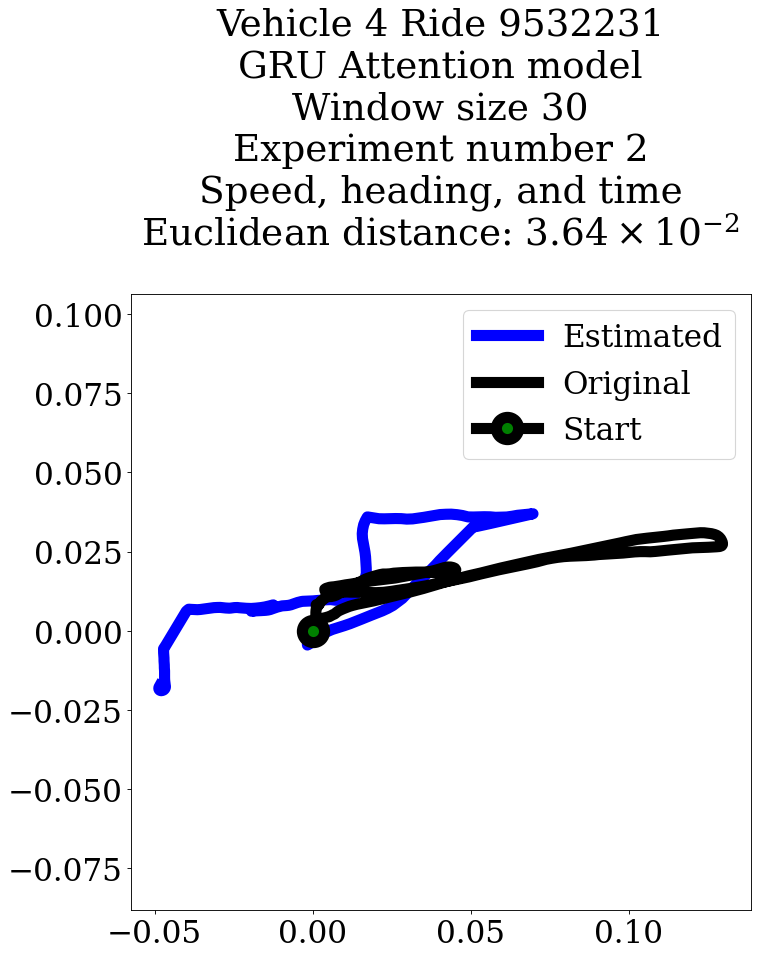 Vehicle 4 Ride 9532231
GRU Attention model
Window size 30
Experiment number 2
Speed, heading, and time
Euclidean distance: 3.64 × 10⁻²
0.100
0.075
0.050
0.025
0.000
−0.025
−0.050
−0.075
Estimated
Original
Start
−0.05 0.00 0.05 0.10